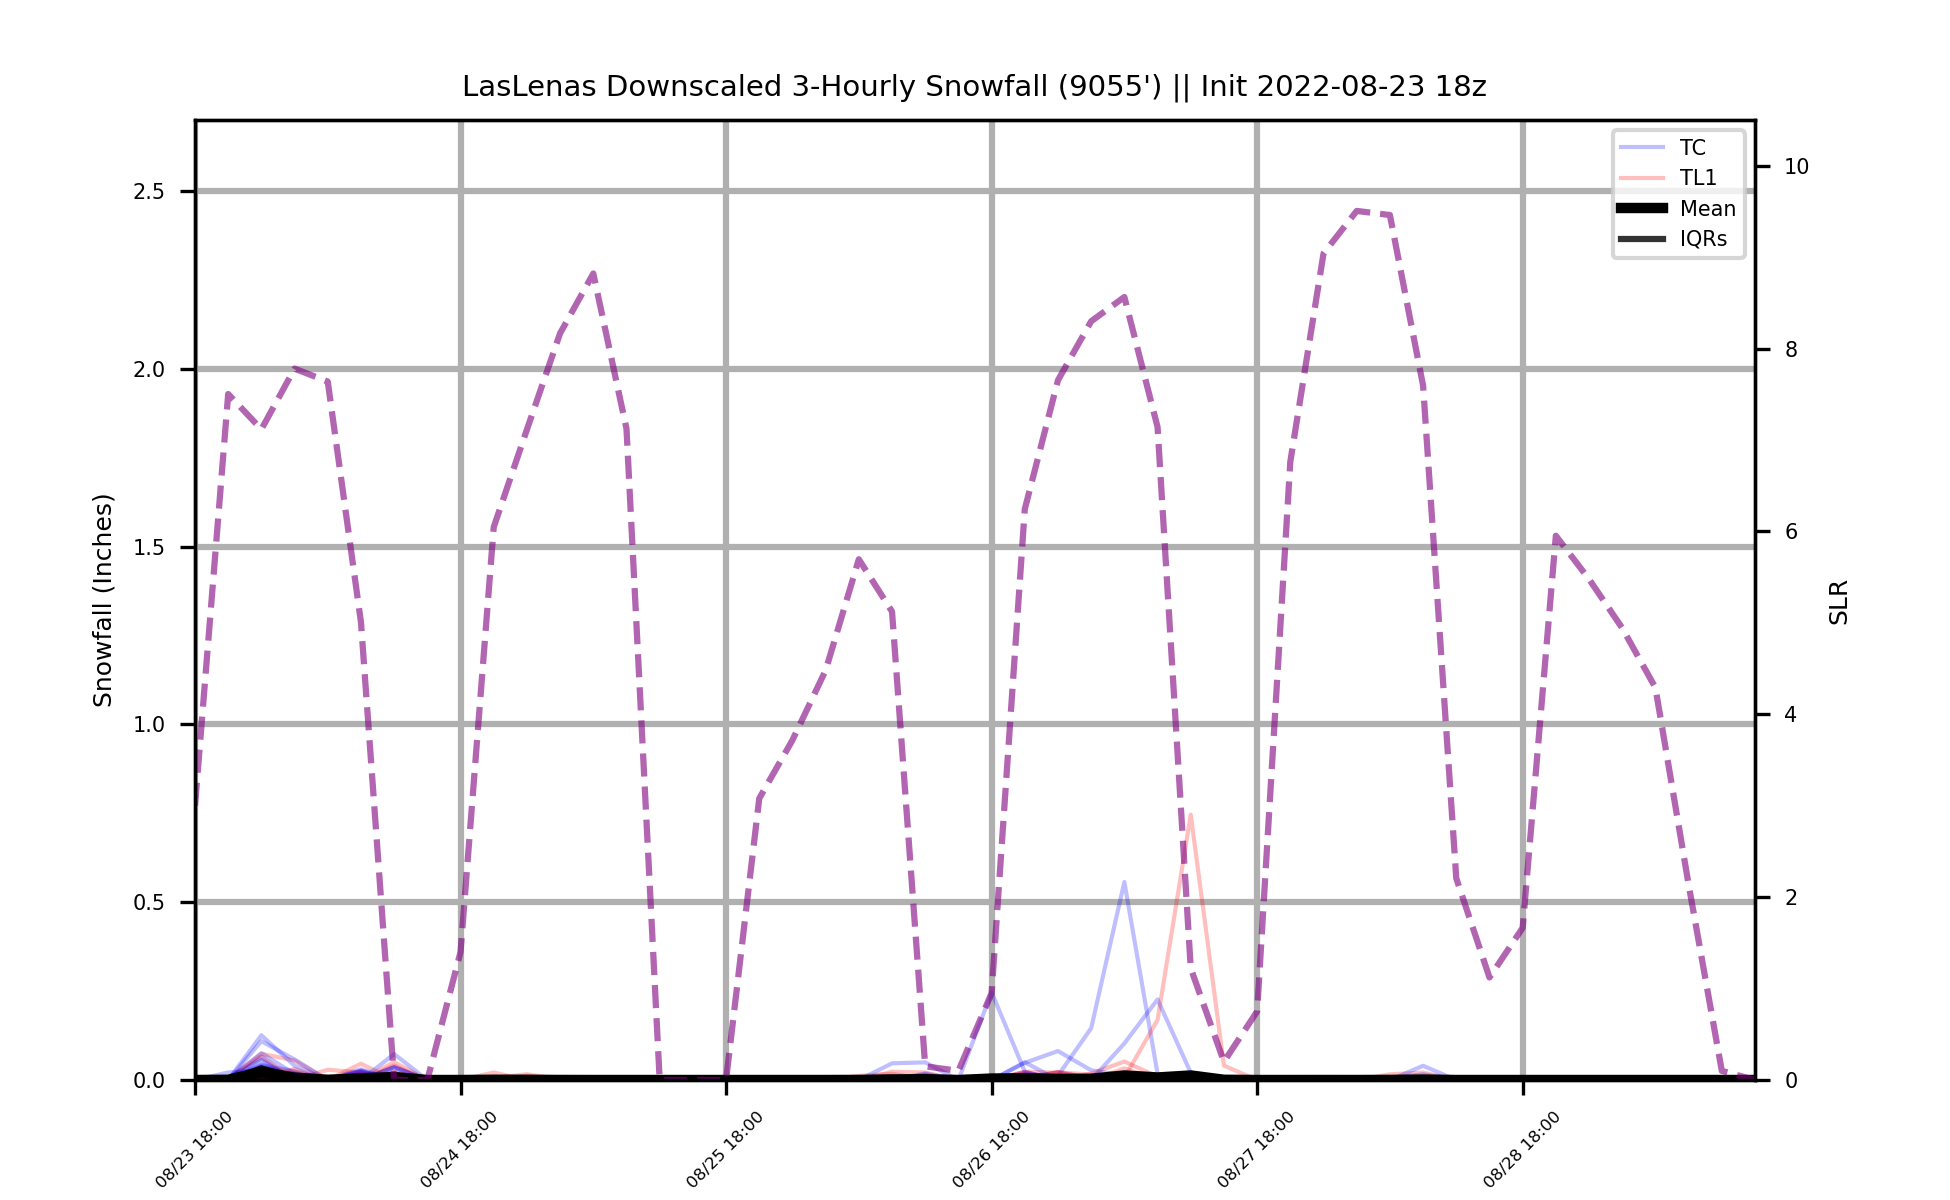 LasLenas Downscaled 3-Hourly Snowfall (9055') || Init 2022-08-23 18z
TC
TL1
Mean
IQRs
Snowfall (Inches)
2.5
2.0
1.5
1.0
0.5
0.0
10
8
6
4
2
0
SLR
08/23 18:00
08/24 18:00
08/25 18:00
08/26 18:00
08/27 18:00
08/28 18:00